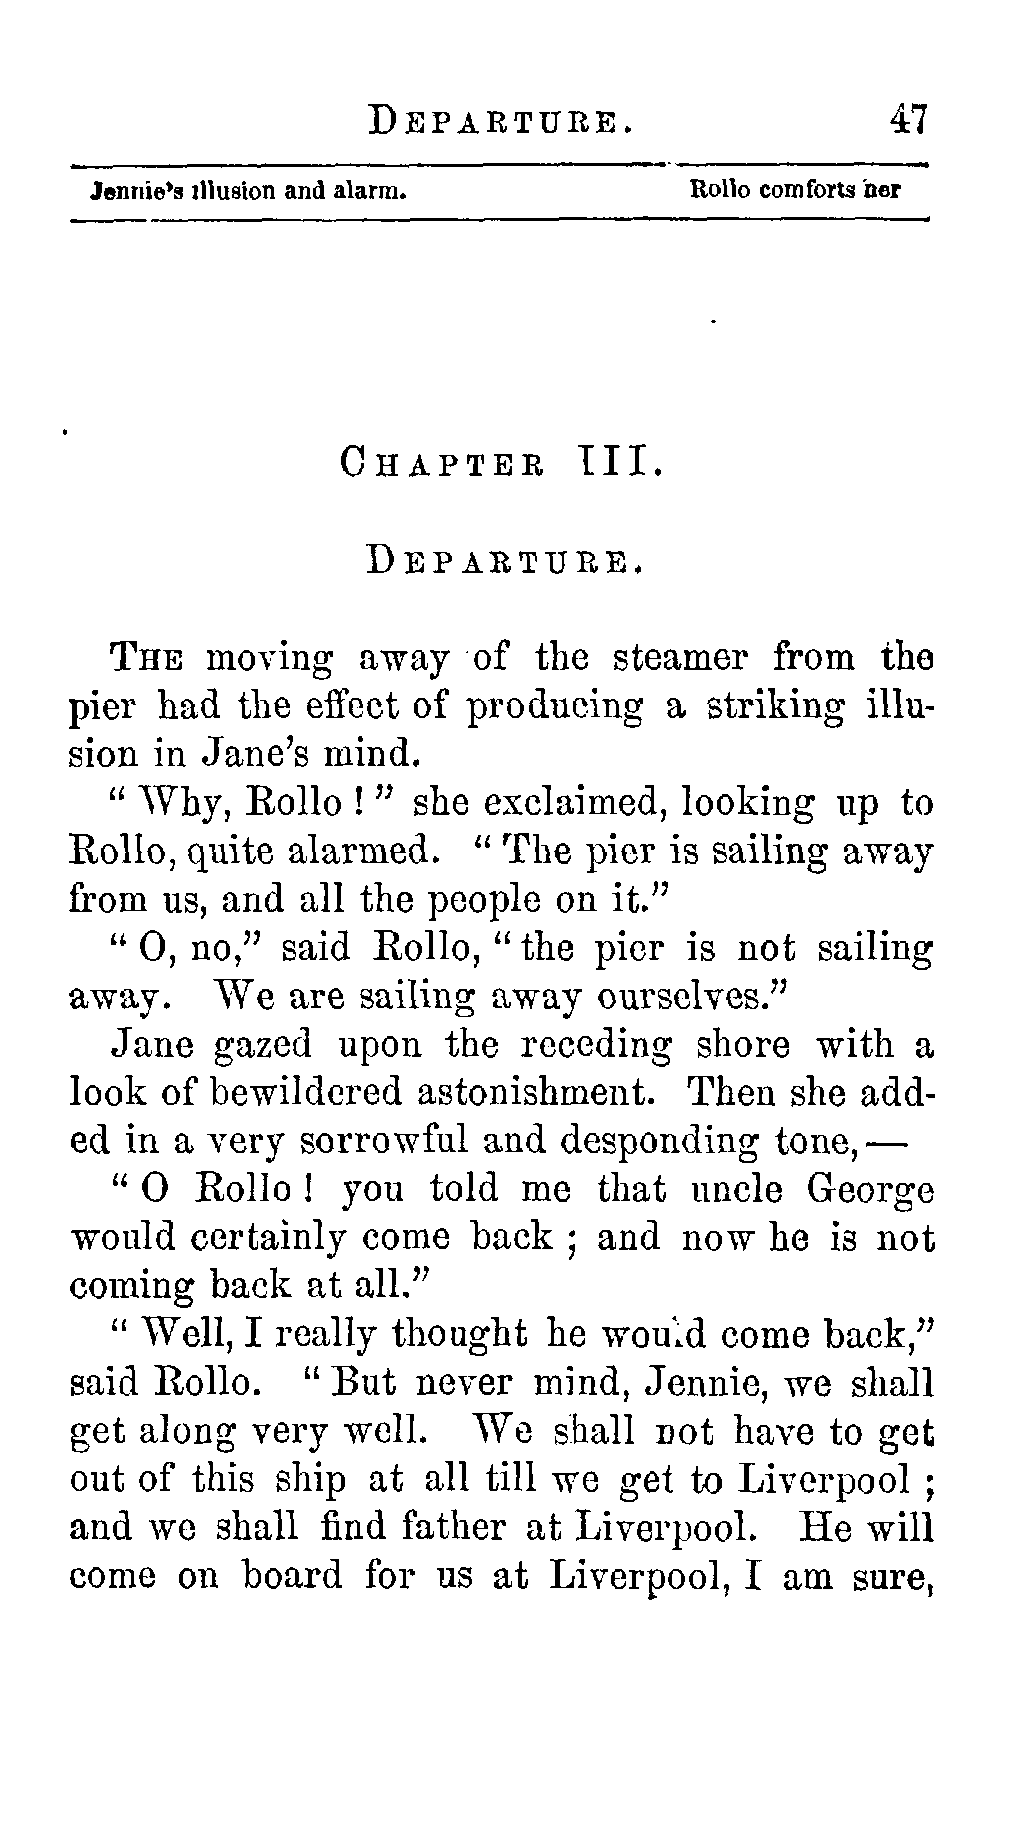 DEPARTURE. 47
Jennie's illusion and alarm. Rollo comforts her
CHAPTER III.
DEPARTURE.
THE moving away of the steamer from the
pier had the effect of producing a striking illu-
sion in Jane's mind.
“ Why, Rollo ! ” she exclaimed, looking up to
Rollo, quite alarmed. “ The pier is sailing away
from us, and all the people on it.”
“ O, no,” said Rollo, “ the pier is not sailing
away. We are sailing away ourselves.”
Jane gazed upon the receding shore with a
look of bewildered astonishment. Then she add-
ed in a very sorrowful and desponding tone,—
“ O Rollo ! you told me that uncle George
would certainly come back ; and now he is not
coming back at all.”
“ Well, I really thought he would come back,”
said Rollo. “ But never mind, Jennie, we shall
get along very well. We shall not have to get
out of this ship at all till we get to Liverpool ;
and we shall find father at Liverpool. He will
come on board for us at Liverpool, I am sure,